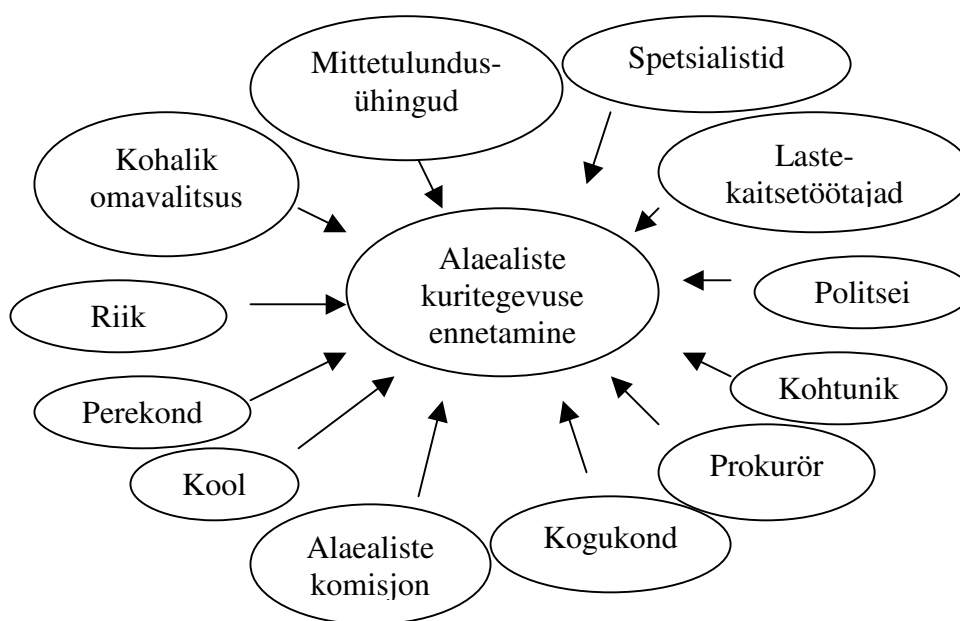 Mittetulundus-
ühingud
Spetsialistid
Kohalik
omavalitsus
Laste-
kaitsetöötajad
Alaealiste
kuritegevuse
ennetamine
Riik
Politsei
Perekond
Kohtunik
Kool
Prokurör
Alaealiste
komisjon
Kogukond